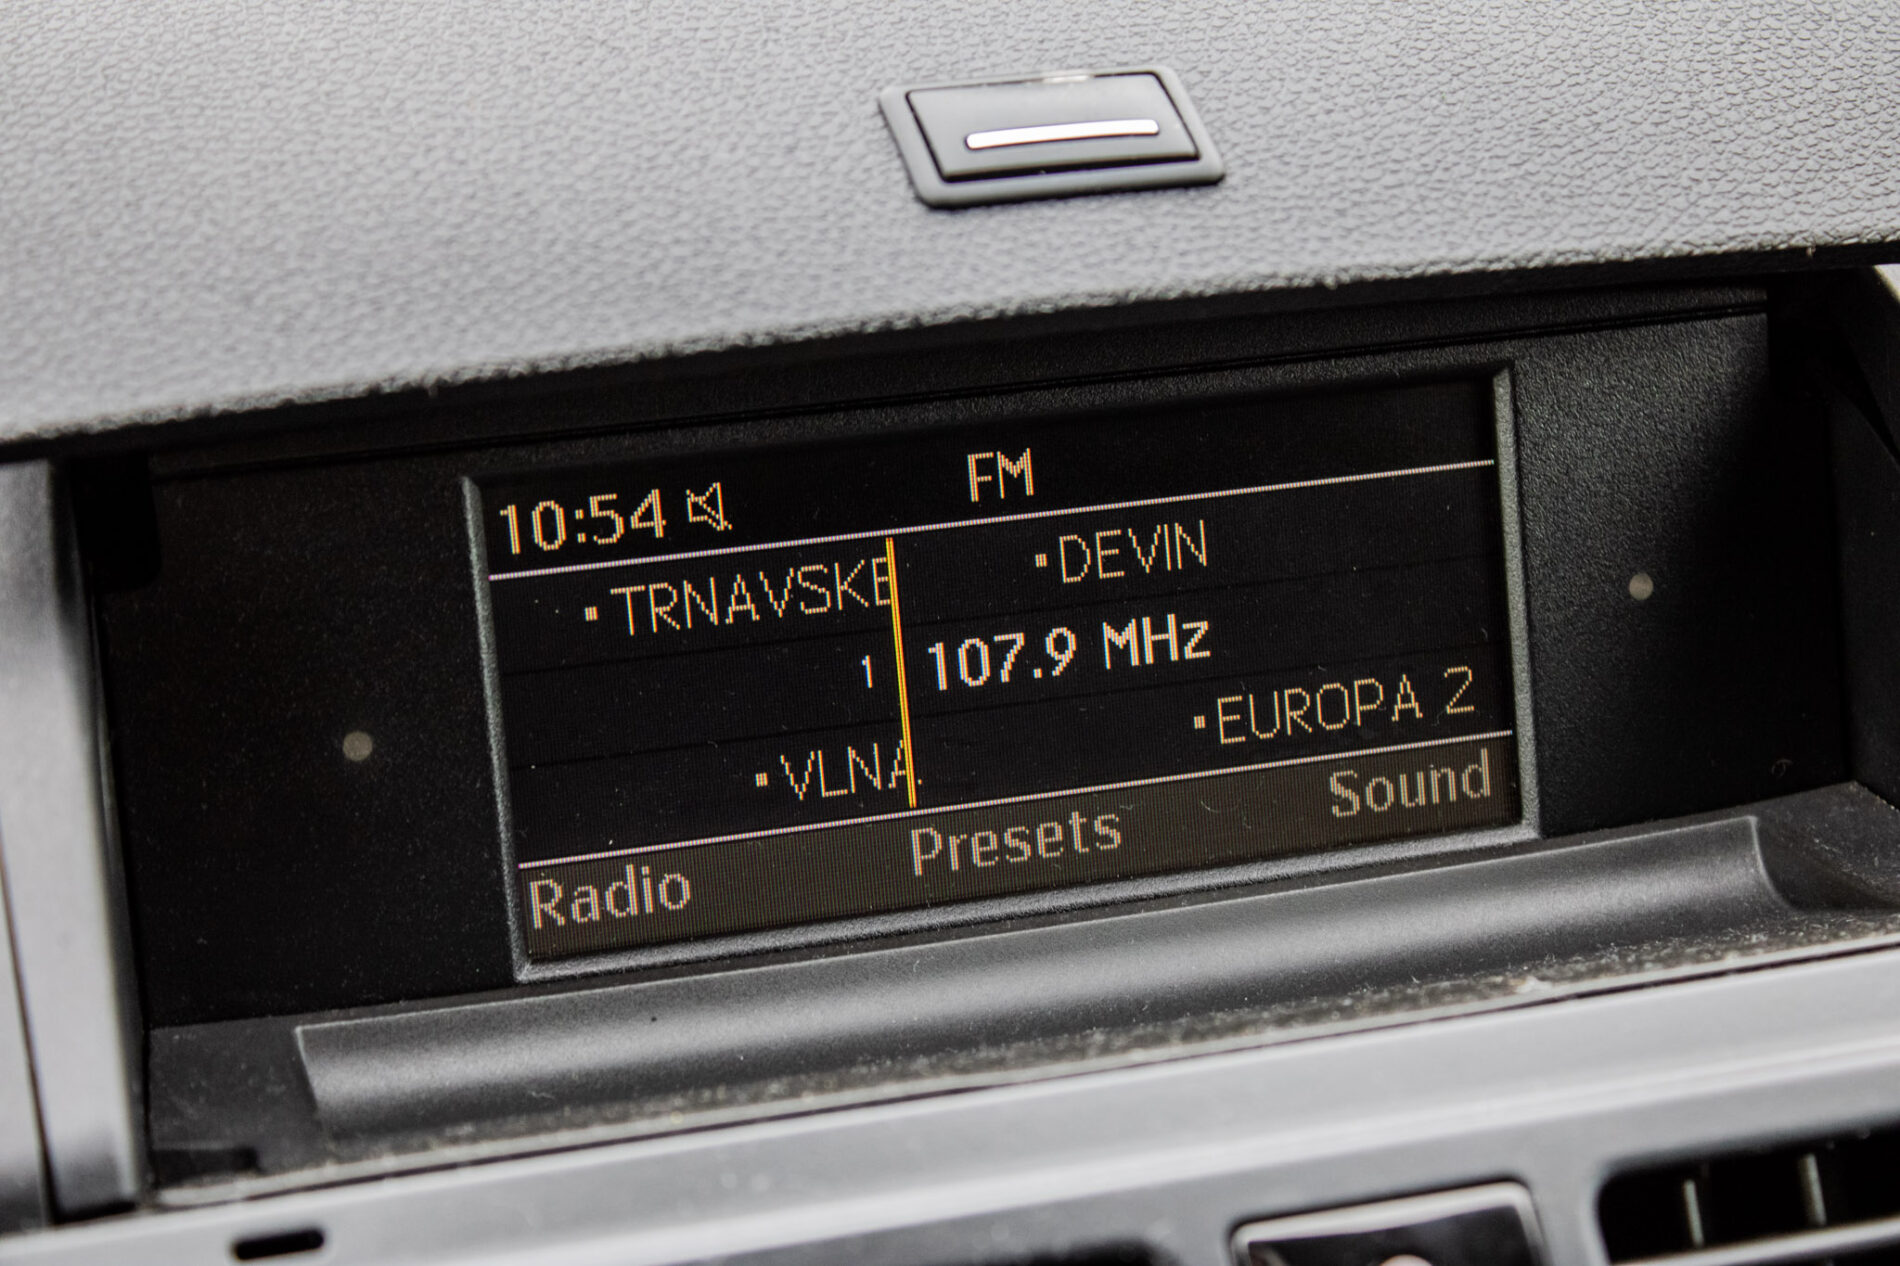 10:54 FM
TRNAVSKE DEVIN
1 107.9 MHz
VLNA EUROPA 2
Radio Presets Sound